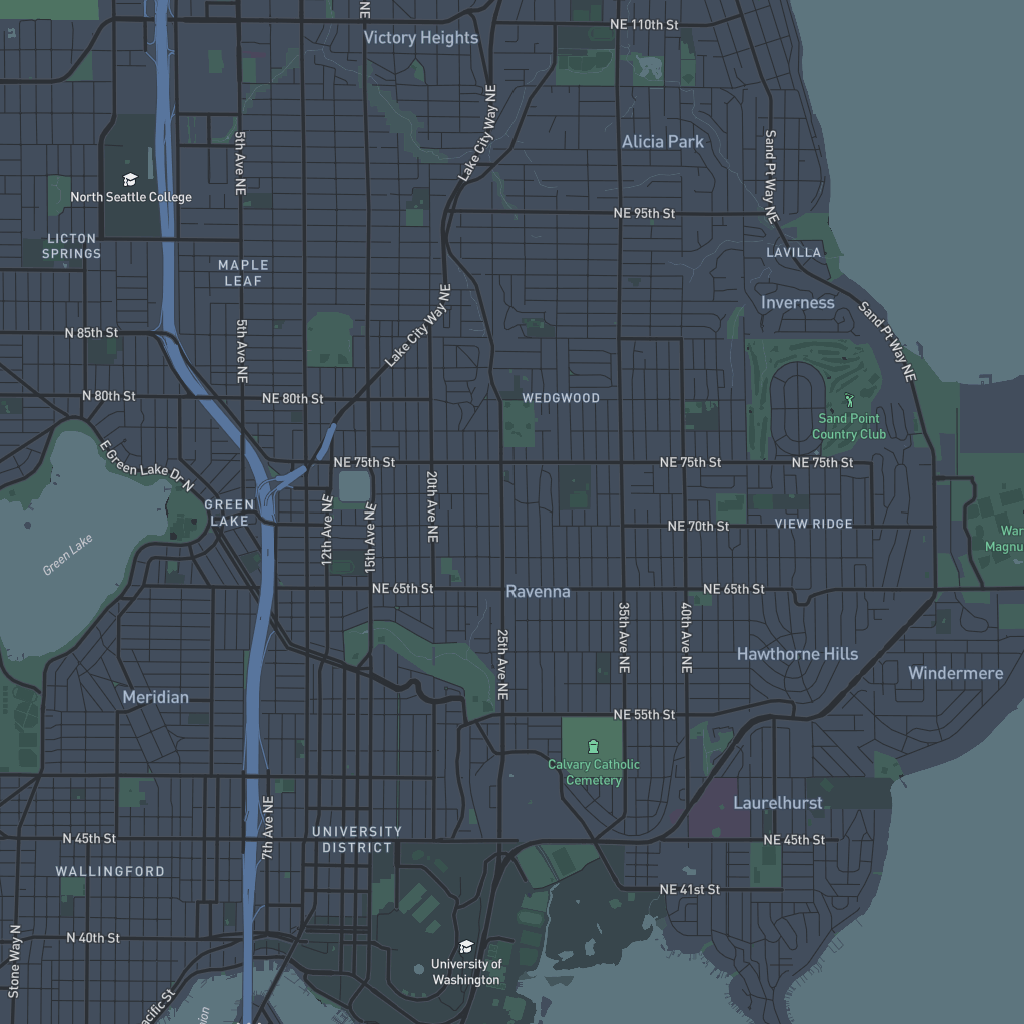 NE
NE 110th St
Victory Heights
Lake City Way NE
5th Ave NE
Sand Pt Way NE
Alicia Park
North Seattle College
NE 95th St
LICTON
SPRINGS
LAVILLA
MAPLE
LEAF
Inverness
Lake City Way NE
Sand Pt Way NE
N 85th St
5th Ave NE
N 80th St
NE 80th St
WEDGWOOD
Sand Point
Country Club
E Green Lake Dr N
NE 75th St
NE 75th St
NE 75th St
20th Ave NE
12th Ave NE
15th Ave NE
GREEN
LAKE
NE 70th St
VIEW RIDGE
War
Magnu
Green Lake
NE 65th St
Ravenna
NE 65th St
35th Ave NE
40th Ave NE
25th Ave NE
Hawthorne Hills
Windermere
Meridian
NE 55th St
Calvary Catholic
Cemetery
Laurelhurst
7th Ave NE
N 45th St
UNIVERSITY
DISTRICT
NE 45th St
WALLINGFORD
NE 41st St
Stone Way N
N 40th St
University of
Washington
acific St
nion